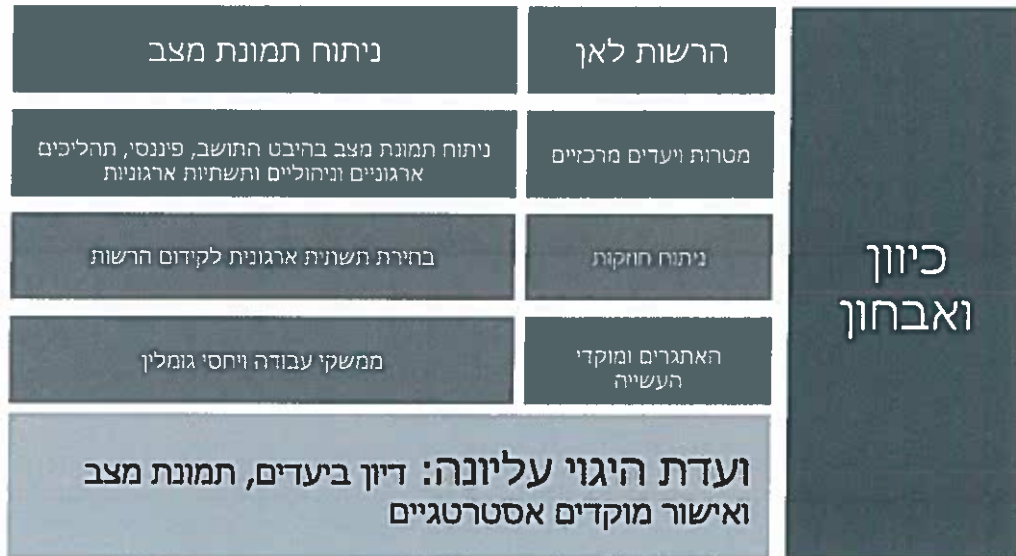 כיוון
ואבחון
הרשות לאן
ניתוח תמונת מצב
מטרות ויעדים מרכזיים
ניתוח תמונת מצב בהיבט התושב, פיננסי, תהליכים
ארגוניים וניהוליים ותשתיות ארגוניות
ניתוח חוזקות
בחירת תשתית ארגונית לקידום הרשות
האתגרים ומוקדי
העשייה
ממשקי עבודה ויחסי גומלין
ועדת היגוי עליונה: דיון ביעדים, תמונת מצב
ואישור מוקדים אסטרטגיים